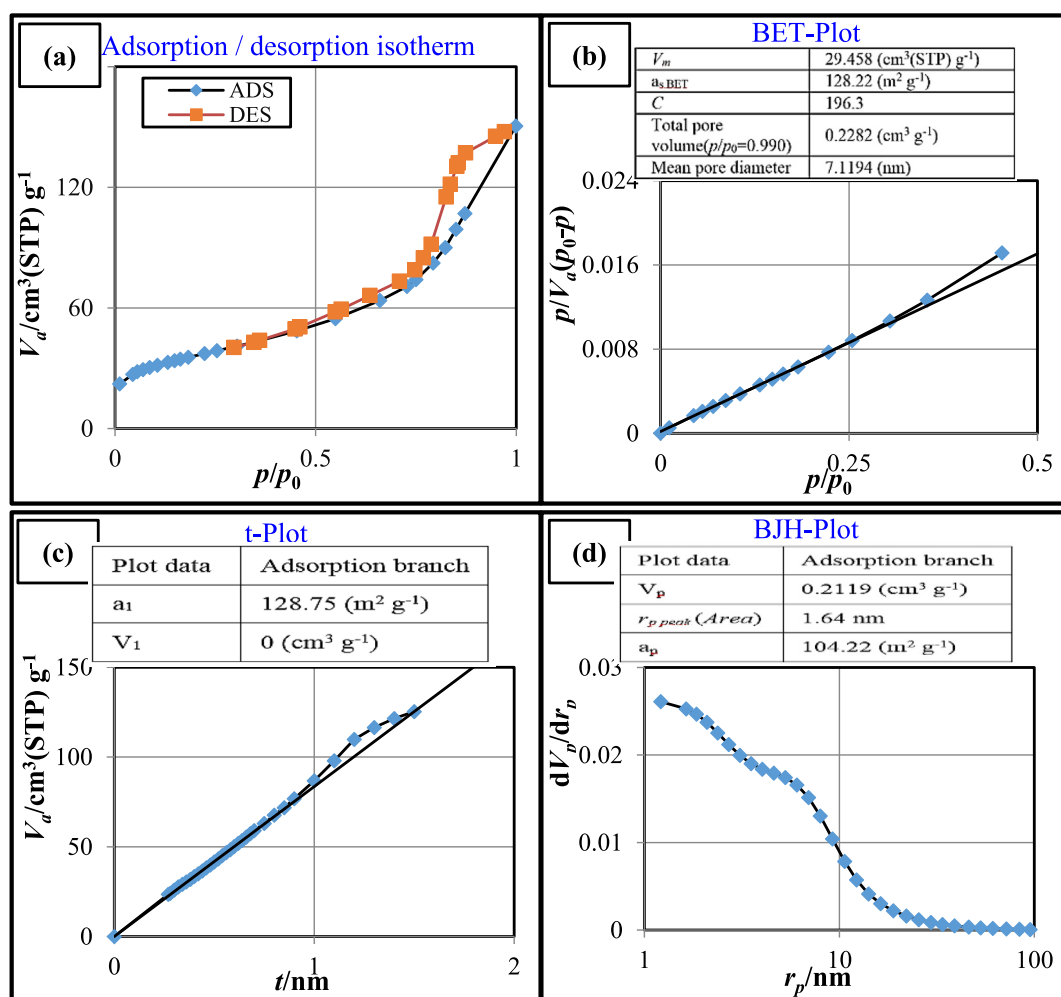 (a)
Adsorption / desorption isotherm
ADS
DES
120
60
0
Vₐ/cm³(STP) g⁻¹
0
0.5
1
p/p₀
(b)
BET-Plot
Vₘ 29.458 (cm³(STP) g⁻¹)
aₛ,BET 128.22 (m² g⁻¹)
C 196.3
Total pore
volume(p/p₀=0.990) 0.2282 (cm³ g⁻¹)
Mean pore diameter 7.1194 (nm)
0.024
0.016
0.008
0
p/Vₐ(p₀-p)
0
0.25
0.5
p/p₀
(c)
t-Plot
Plot data Adsorption branch
a₁ 128.75 (m² g⁻¹)
V₁ 0 (cm³ g⁻¹)
150
100
50
0
Vₐ/cm³(STP) g⁻¹
0
1
2
t/nm
(d)
BJH-Plot
Plot data Adsorption branch
Vₚ 0.2119 (cm³ g⁻¹)
rₚ ₚₑₐₖ(Area) 1.64 nm
aₚ 104.22 (m² g⁻¹)
0.03
0.02
0.01
0
dVₚ/drₚ
1
10
100
rₚ/nm